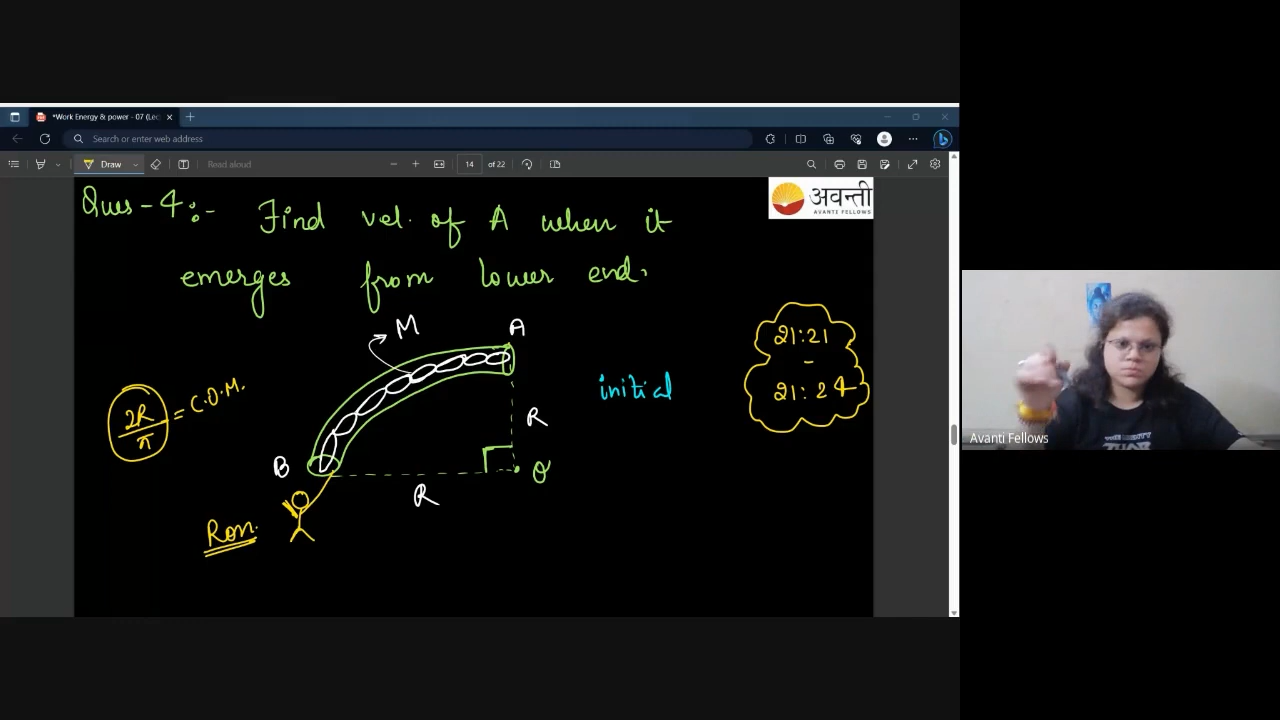 *Work Energy & power - 07 (Lec
Search or enter web address
Draw
Read aloud
14 of 22
Ques-4:- Find vel. of A when it
emerges from lower end.
अवन्ती
AVANTI FELLOWS
M
A
21:21
-
21:24
initial
2R/π = C.O.M.
R
B
O
R
Ron.
Avanti Fellows